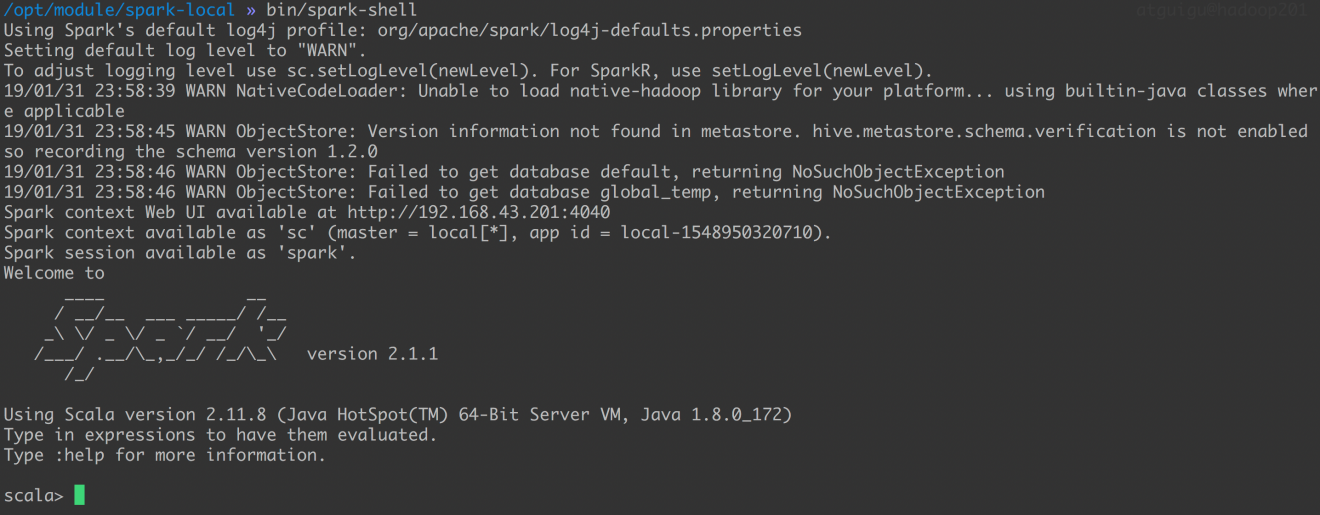 /opt/module/spark-local » bin/spark-shell atguigu@hadoop201
Using Spark's default log4j profile: org/apache/spark/log4j-defaults.properties
Setting default log level to "WARN".
To adjust logging level use sc.setLogLevel(newLevel). For SparkR, use setLogLevel(newLevel).
19/01/31 23:58:39 WARN NativeCodeLoader: Unable to load native-hadoop library for your platform... using builtin-java classes wher
e applicable
19/01/31 23:58:45 WARN ObjectStore: Version information not found in metastore. hive.metastore.schema.verification is not enabled
so recording the schema version 1.2.0
19/01/31 23:58:46 WARN ObjectStore: Failed to get database default, returning NoSuchObjectException
19/01/31 23:58:46 WARN ObjectStore: Failed to get database global_temp, returning NoSuchObjectException
Spark context Web UI available at http://192.168.43.201:4040
Spark context available as 'sc' (master = local[*], app id = local-1548950320710).
Spark session available as 'spark'.
Welcome to
      ____              __
     / __/__  ___ _____/ /__
    _\ \/ _ \/ _ `/ __/  '_/
   /___/ .__/\_,_/_/ /_/\_\   version 2.1.1
      /_/
Using Scala version 2.11.8 (Java HotSpot(TM) 64-Bit Server VM, Java 1.8.0_172)
Type in expressions to have them evaluated.
Type :help for more information.
scala>